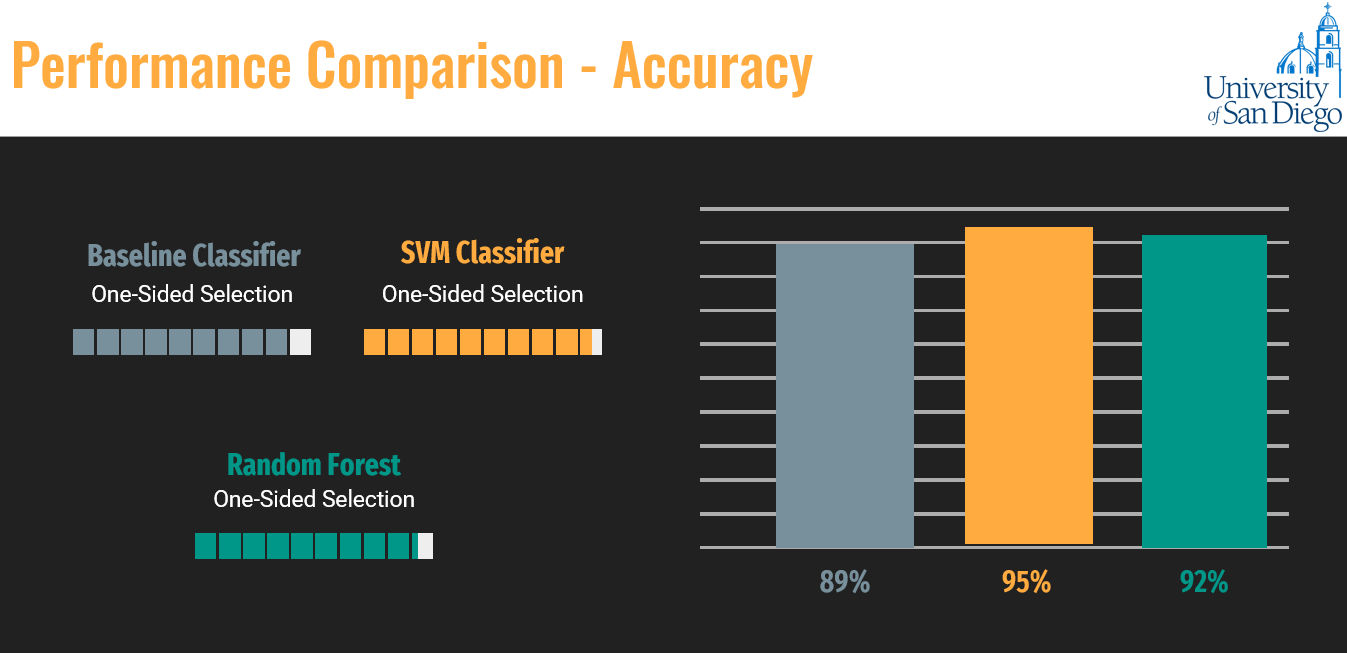 Performance Comparison - Accuracy
University
of San Diego
Baseline Classifier
One-Sided Selection
SVM Classifier
One-Sided Selection
Random Forest
One-Sided Selection
89%
95%
92%